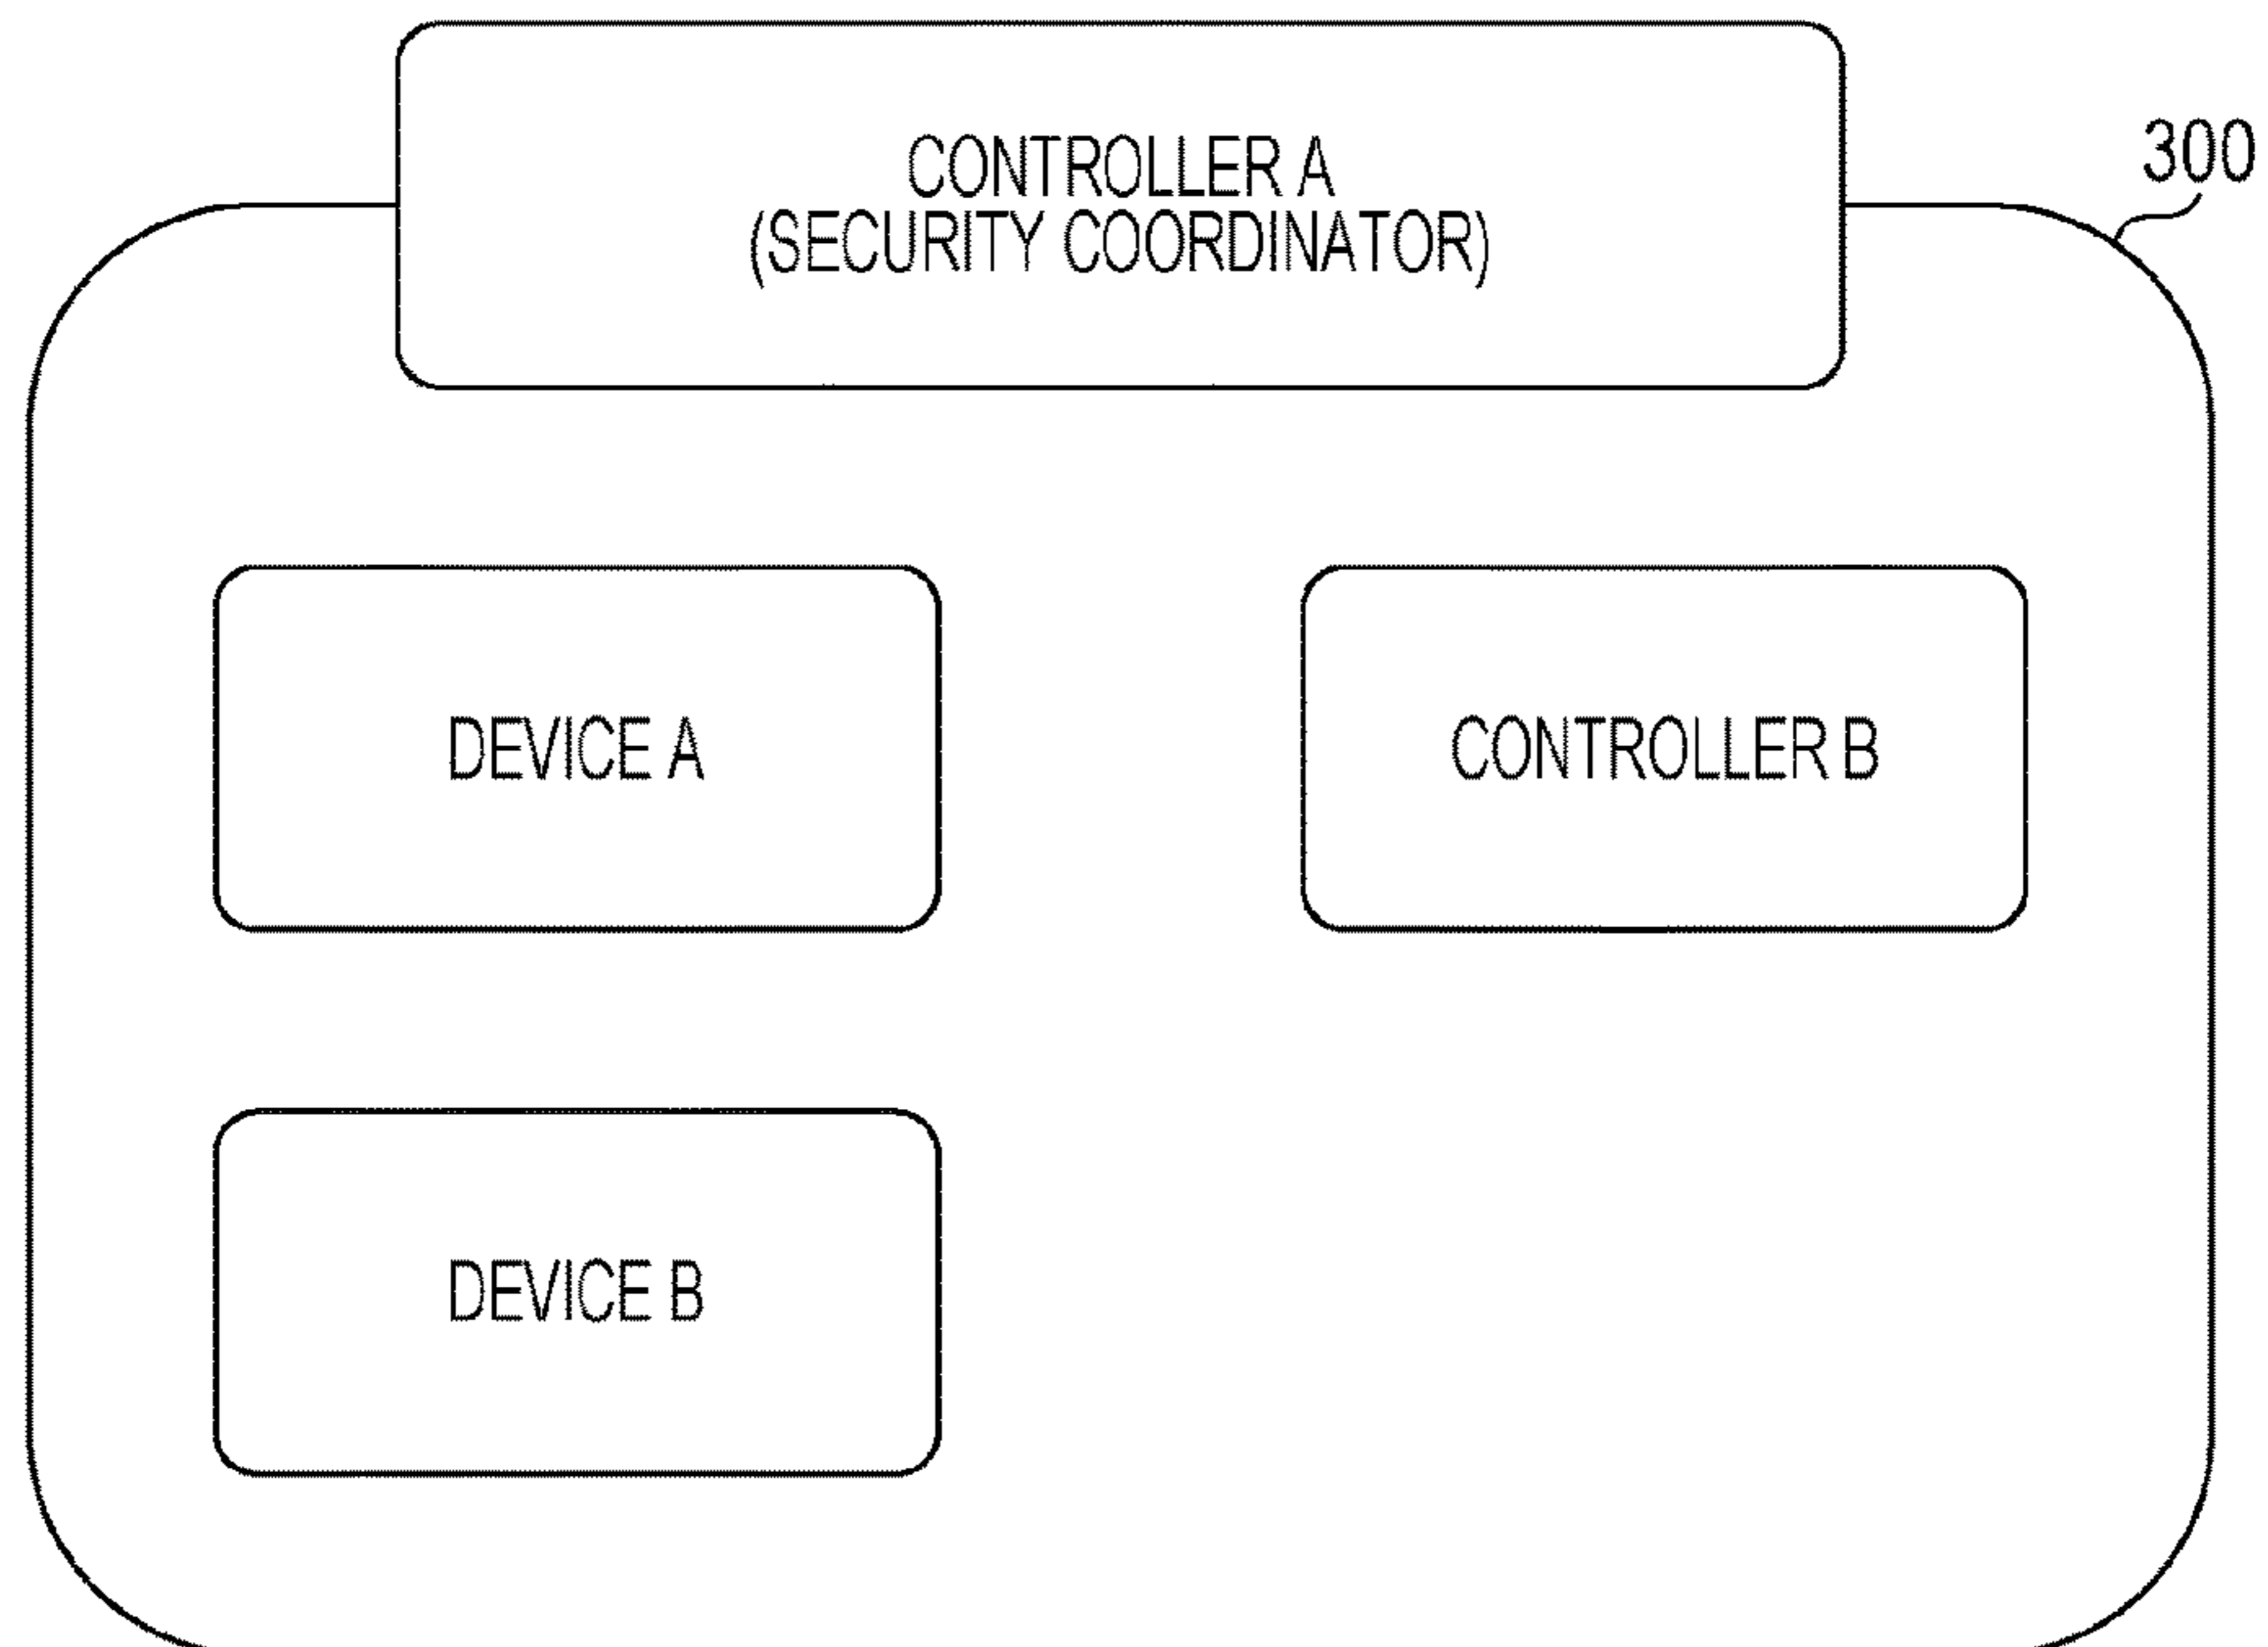 CONTROLLER A
(SECURITY COORDINATOR)
300
DEVICE A
CONTROLLER B
DEVICE B